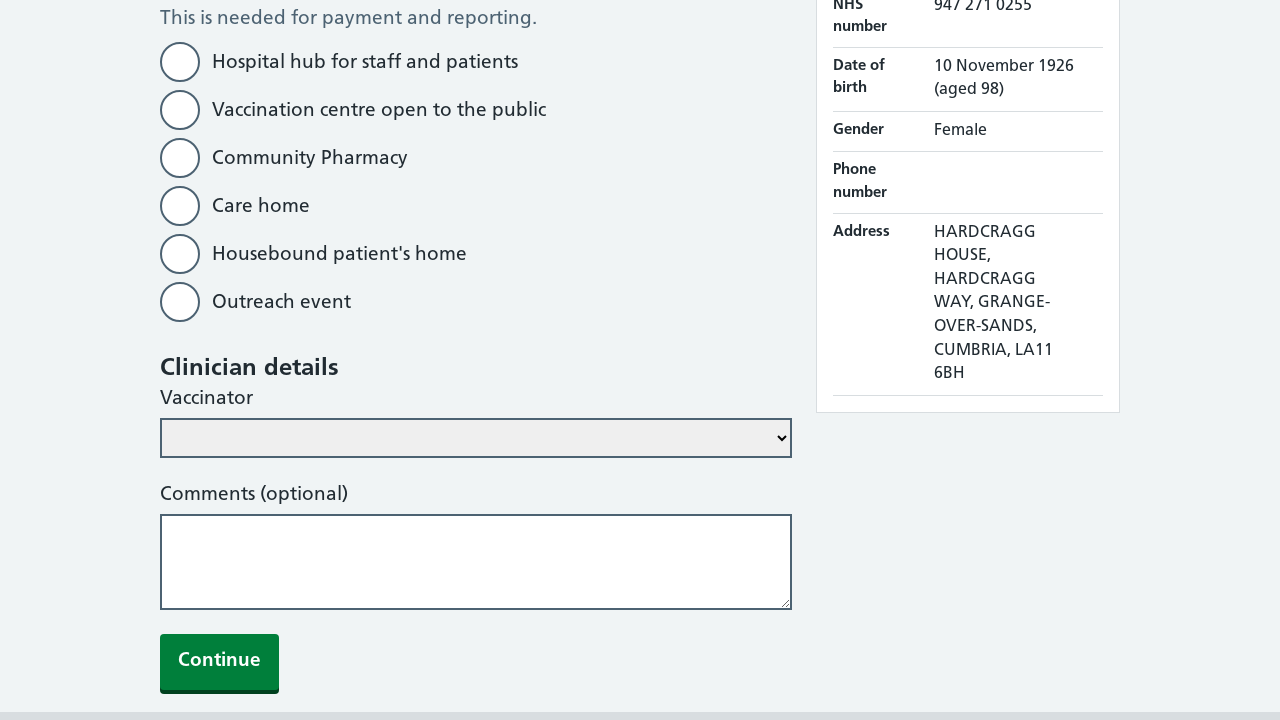 This is needed for payment and reporting.
Hospital hub for staff and patients
Vaccination centre open to the public
Community Pharmacy
Care home
Housebound patient's home
Outreach event
Clinician details
Vaccinator
Comments (optional)
Continue
NHS
number
947 271 0255
Date of
birth
10 November 1926
(aged 98)
Gender
Female
Phone
number
Address
HARDCRAGG
HOUSE,
HARDCRAGG
WAY, GRANGE-
OVER-SANDS,
CUMBRIA, LA11
6BH